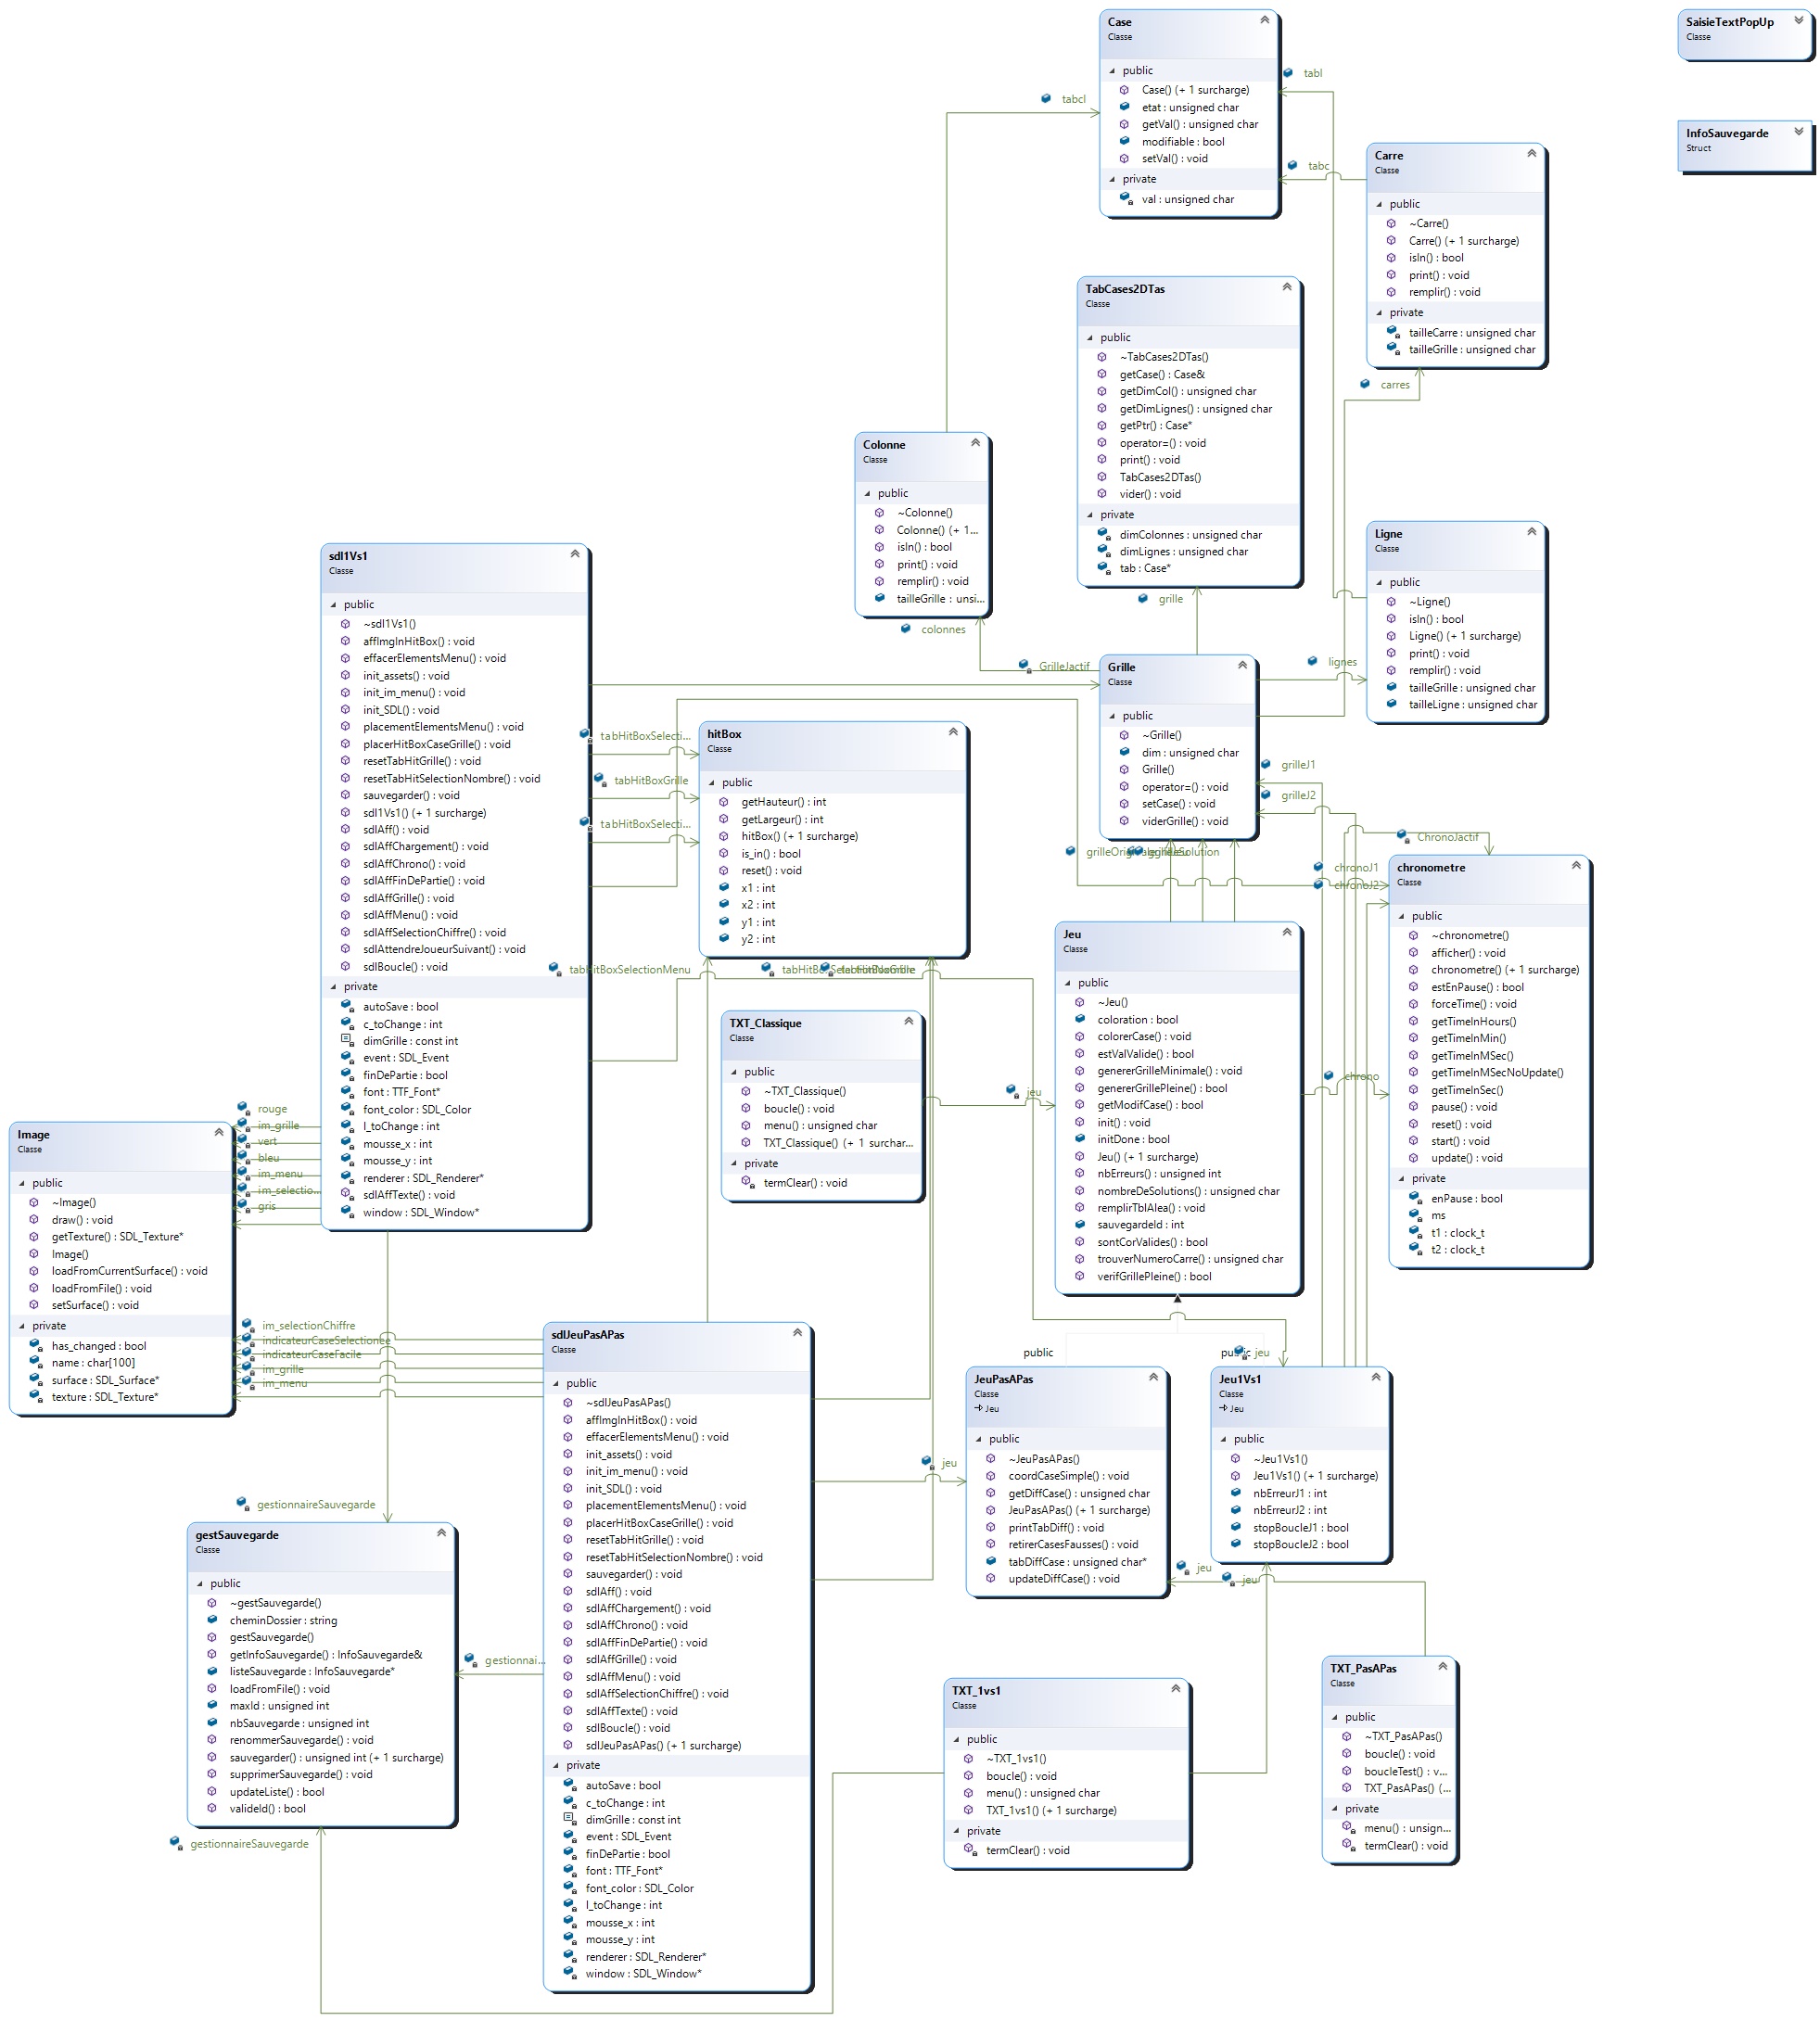 Case
Classe
public
Case() (+ 1 surcharge)
etat : unsigned char
getVal() : unsigned char
modifiable : bool
setVal() : void
private
val : unsigned char
SaisieTextPopUp
Classe
InfoSauvegarde
Struct
tabl
tabcl
tabc
Carre
Classe
public
~Carre()
Carre() (+ 1 surcharge)
isIn() : bool
print() : void
remplir() : void
private
tailleCarre : unsigned char
tailleGrille : unsigned char
carres
TabCases2DTas
Classe
public
~TabCases2DTas()
getCase() : Case&
getDimCol() : unsigned char
getDimLignes() : unsigned char
getPtr() : Case*
operator=() : void
print() : void
TabCases2DTas()
vider() : void
private
dimColonnes : unsigned char
dimLignes : unsigned char
tab : Case*
grille
Colonne
Classe
public
~Colonne()
Colonne() (+ 1...
isIn() : bool
print() : void
remplir() : void
tailleGrille : unsi...
colonnes
Ligne
Classe
public
~Ligne()
isIn() : bool
Ligne() (+ 1 surcharge)
print() : void
remplir() : void
tailleGrille : unsigned char
tailleLigne : unsigned char
lignes
GrilleJactif
Grille
Classe
public
~Grille()
dim : unsigned char
Grille()
operator=() : void
setCase() : void
viderGrille() : void
grilleJ1
grilleJ2
sdl1Vs1
Classe
public
~sdl1Vs1()
affImgInHitBox() : void
effacerElementsMenu() : void
init_assets() : void
init_im_menu() : void
init_SDL() : void
placementElementsMenu() : void
placerHitBoxCaseGrille() : void
resetTabHitGrille() : void
resetTabHitSelectionNombre() : void
sauvegarder() : void
sdl1Vs1() (+ 1 surcharge)
sdlAff() : void
sdlAffChargement() : void
sdlAffChrono() : void
sdlAffFinDePartie() : void
sdlAffGrille() : void
sdlAffMenu() : void
sdlAffSelectionChiffre() : void
sdlAttendreJoueurSuivant() : void
sdlBoucle() : void
private
autoSave : bool
c_toChange : int
dimGrille : const int
event : SDL_Event
finDePartie : bool
font : TTF_Font*
font_color : SDL_Color
l_toChange : int
mousse_x : int
mousse_y : int
renderer : SDL_Renderer*
sdlAffTexte() : void
window : SDL_Window*
tabHitBoxSelecti...
tabHitBoxGrille
tabHitBoxSelecti...
tabHitBoxSelectionMenu
hitBox
Classe
public
getHauteur() : int
getLargeur() : int
hitBox() (+ 1 surcharge)
is_in() : bool
reset() : void
x1 : int
x2 : int
y1 : int
y2 : int
ChronoJactif
chronoJ1
chronoJ2
chrono
chronometre
Classe
public
~chronometre()
afficher() : void
chronometre() (+ 1 surcharge)
estEnPause() : bool
forceTime() : void
getTimeInHours()
getTimeInMin()
getTimeInMSec()
getTimeInMSecNoUpdate()
getTimeInSec()
pause() : void
reset() : void
start() : void
update() : void
private
enPause : bool
ms
t1 : clock_t
t2 : clock_t
Jeu
Classe
public
~Jeu()
coloration : bool
colorerCase() : void
estValValide() : bool
genererGrilleMinimale() : void
genererGrillePleine() : bool
getModifCase() : bool
init() : void
initDone : bool
Jeu() (+ 1 surcharge)
nbErreurs() : unsigned int
nombreDeSolutions() : unsigned char
remplirTblAlea() : void
sauvegardeId : int
sontCorValides() : bool
trouverNumeroCarre() : unsigned char
verifGrillePleine() : bool
TXT_Classique
Classe
public
~TXT_Classique()
boucle() : void
menu() : unsigned char
TXT_Classique() (+ 1 surchar...
private
termClear() : void
jeu
rouge
im_grille
vert
bleu
im_menu
im_selectio...
gris
Image
Classe
public
~Image()
draw() : void
getTexture() : SDL_Texture*
Image()
loadFromCurrentSurface() : void
loadFromFile() : void
setSurface() : void
private
has_changed : bool
name : char[100]
surface : SDL_Surface*
texture : SDL_Texture*
im_selectionChiffre
indicateurCaseSelectionee
indicateurCaseFacile
im_grille
im_menu
sdlJeuPasAPas
Classe
public
~sdlJeuPasAPas()
affImgInHitBox() : void
effacerElementsMenu() : void
init_assets() : void
init_im_menu() : void
init_SDL() : void
placementElementsMenu() : void
placerHitBoxCaseGrille() : void
resetTabHitGrille() : void
resetTabHitSelectionNombre() : void
sauvegarder() : void
sdlAff() : void
sdlAffChargement() : void
sdlAffChrono() : void
sdlAffFinDePartie() : void
sdlAffGrille() : void
sdlAffMenu() : void
sdlAffSelectionChiffre() : void
sdlAffTexte() : void
sdlBoucle() : void
sdlJeuPasAPas() (+ 1 surcharge)
private
autoSave : bool
c_toChange : int
dimGrille : const int
event : SDL_Event
finDePartie : bool
font : TTF_Font*
font_color : SDL_Color
l_toChange : int
mousse_x : int
mousse_y : int
renderer : SDL_Renderer*
window : SDL_Window*
public
jeu
jeu
JeuPasAPas
Classe
Jeu
public
~JeuPasAPas()
coordCaseSimple() : void
getDiffCase() : unsigned char
JeuPasAPas() (+ 1 surcharge)
printTabDiff() : void
retirerCasesFausses() : void
tabDiffCase : unsigned char*
updateDiffCase() : void
Jeu1Vs1
Classe
Jeu
public
~Jeu1Vs1()
Jeu1Vs1() (+ 1 surcharge)
nbErreurJ1 : int
nbErreurJ2 : int
stopBoucleJ1 : bool
stopBoucleJ2 : bool
jeu
jeu
gestionnaireSauvegarde
gestSauvegarde
Classe
public
~gestSauvegarde()
cheminDossier : string
gestSauvegarde()
getInfoSauvegarde() : InfoSauvegarde&
listeSauvegarde : InfoSauvegarde*
loadFromFile() : void
maxId : unsigned int
nbSauvegarde : unsigned int
renommerSauvegarde() : void
sauvegarder() : unsigned int (+ 1 surcharge)
supprimerSauvegarde() : void
updateListe() : bool
valideId() : bool
gestionnai...
gestionnaireSauvegarde
TXT_1vs1
Classe
public
~TXT_1vs1()
boucle() : void
menu() : unsigned char
TXT_1vs1() (+ 1 surcharge)
private
termClear() : void
TXT_PasAPas
Classe
public
~TXT_PasAPas()
boucle() : void
boucleTest() : v...
TXT_PasAPas() (...
private
menu() : unsign...
termClear() : void